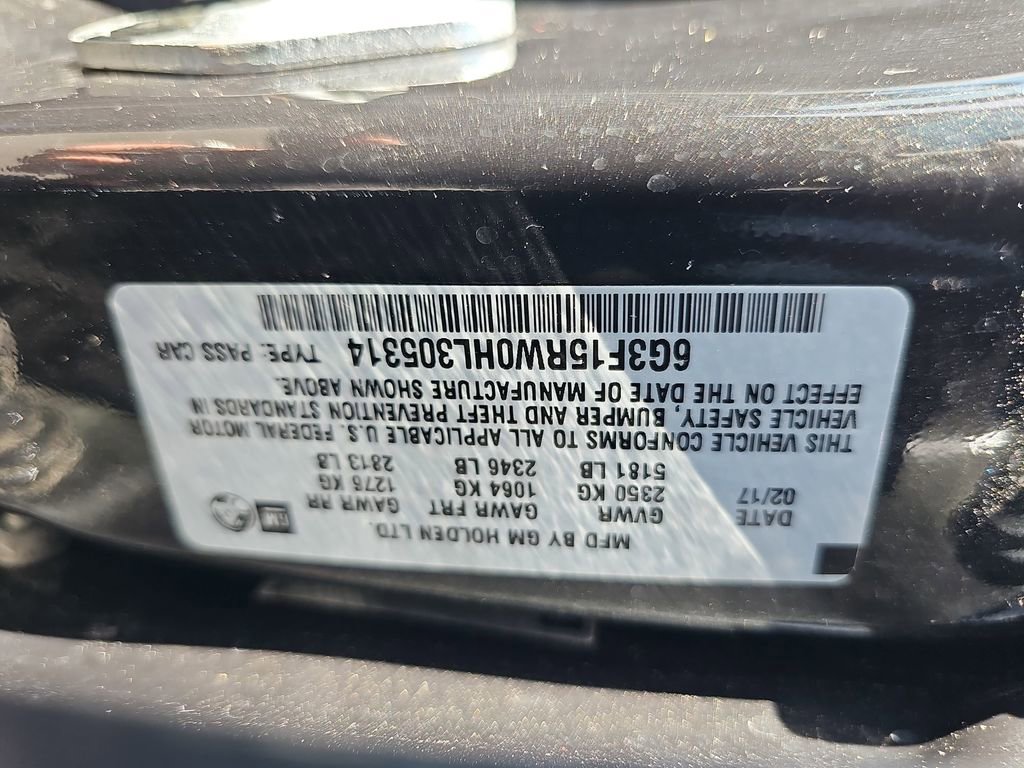 MFD BY GM HOLDEN LTD.
DATE GVWR GAWR FRT GAWR RR
02/17 2350 KG 1064 KG 1276 KG
5181 LB 2346 LB 2813 LB
THIS VEHICLE CONFORMS TO ALL APPLICABLE U.S. FEDERAL MOTOR
VEHICLE SAFETY, BUMPER AND THEFT PREVENTION STANDARDS IN
EFFECT ON THE DATE OF MANUFACTURE SHOWN ABOVE.
6G3F15RW0HL305314 TYPE: PASS CAR